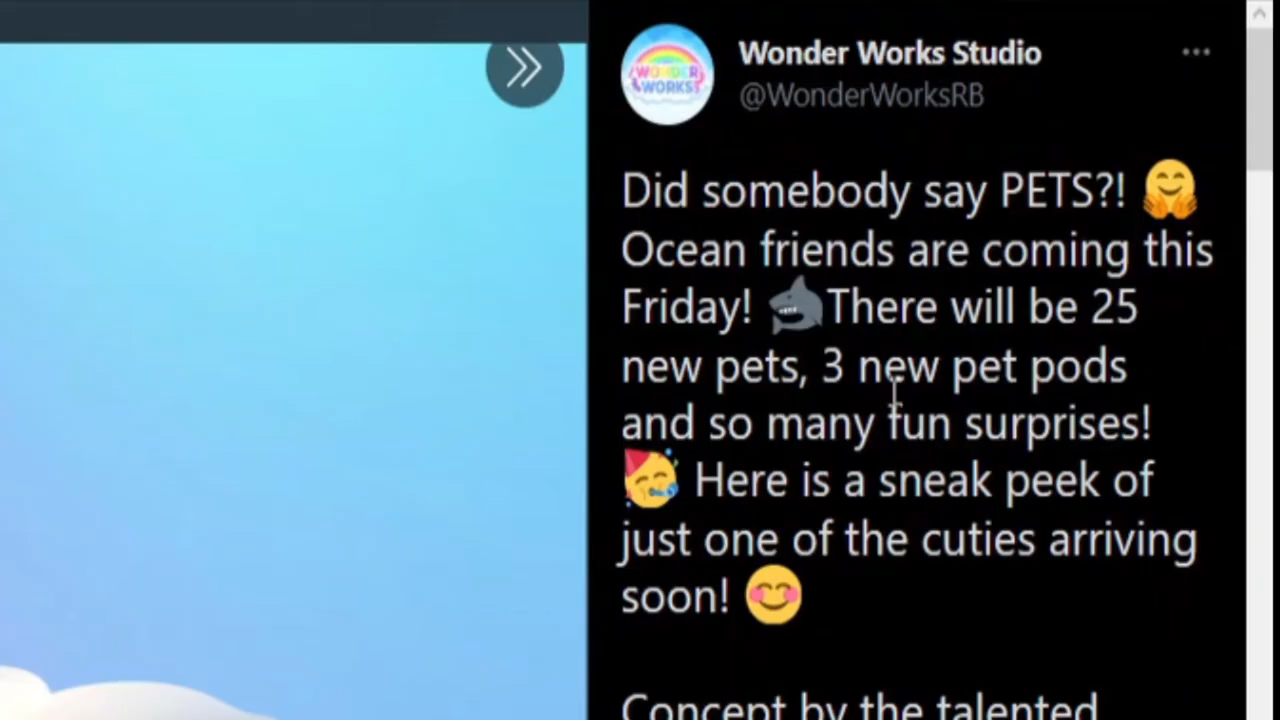 WONDER
WORKS
Wonder Works Studio
@WonderWorksRB
Did somebody say PETS?! 🤗
Ocean friends are coming this
Friday! 🦈There will be 25
new pets, 3 new pet pods
and so many fun surprises!
🥳 Here is a sneak peek of
just one of the cuties arriving
soon! 😊
Concept by the talented